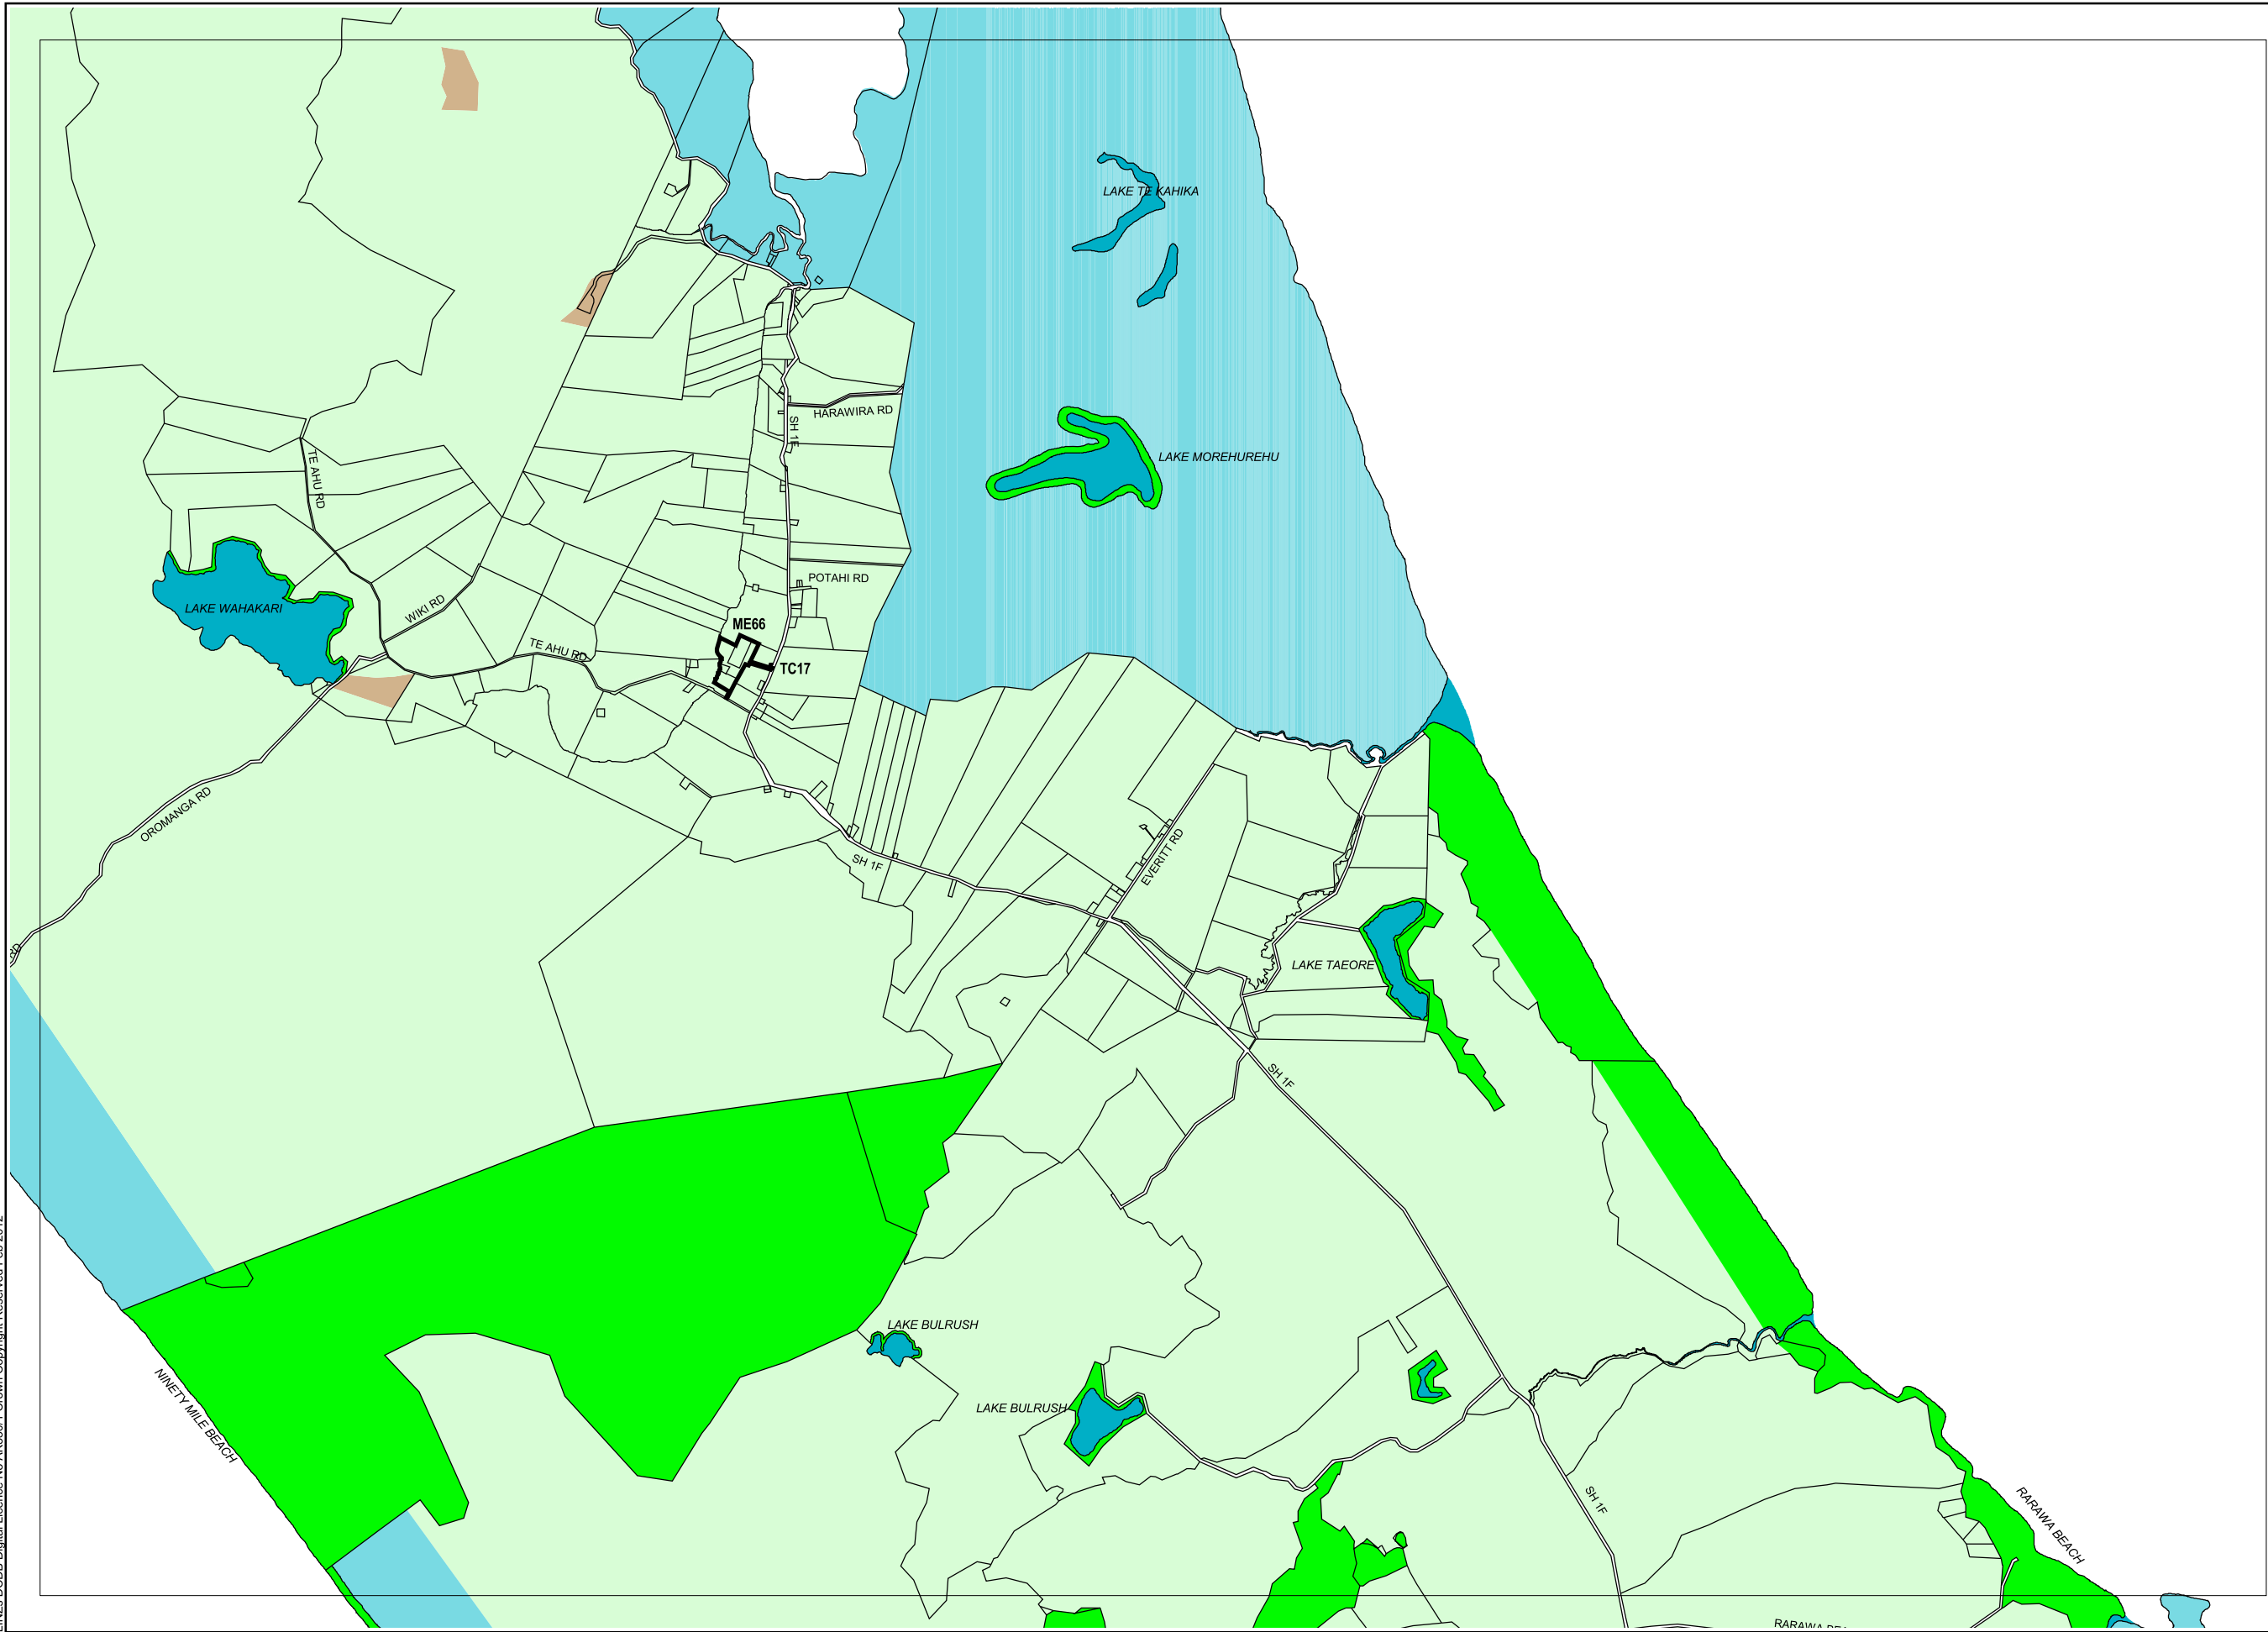 LAKE TE KAHIKA
HARAWIRA RD
SH 1F
LAKE MOREHUREHU
TE AHU RD
POTAHI RD
LAKE WAHAKARI
WIKI RD
ME66
TE AHU RD
TC17
OROMANGA RD
SH 1F
EVERITT RD
RD
LAKE TAEORE
SH 1F
LAKE BULRUSH
NINETY MILE BEACH
LAKE BULRUSH
SH 1F
RARAWA BEACH